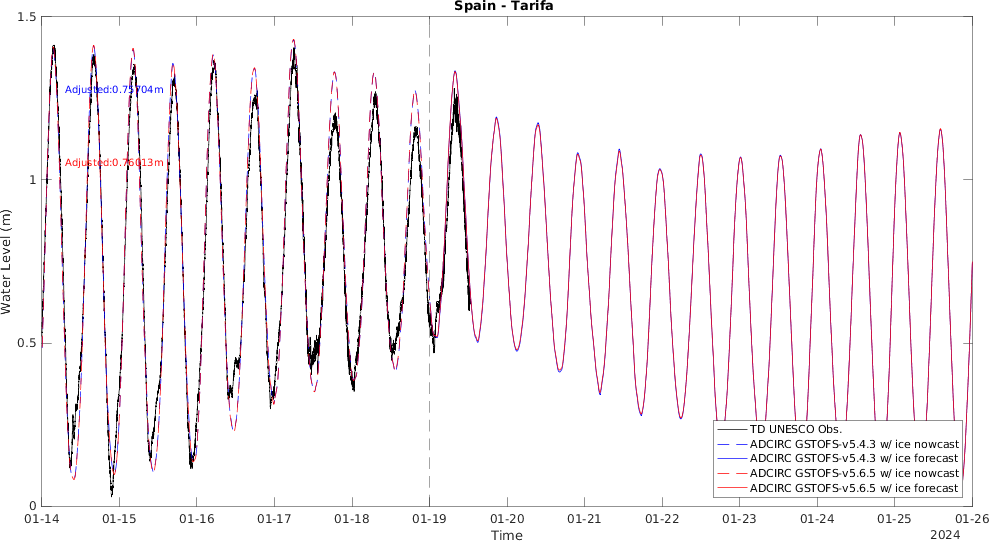 Spain - Tarifa
1.5
1
0.5
0
Water Level (m)
Adjusted:0.75704m
Adjusted:0.76013m
TD UNESCO Obs.
ADCIRC GSTOFS-v5.4.3 w/ ice nowcast
ADCIRC GSTOFS-v5.4.3 w/ ice forecast
ADCIRC GSTOFS-v5.6.5 w/ ice nowcast
ADCIRC GSTOFS-v5.6.5 w/ ice forecast
01-14 01-15 01-16 01-17 01-18 01-19 01-20 01-21 01-22 01-23 01-24 01-25 01-26
Time
2024